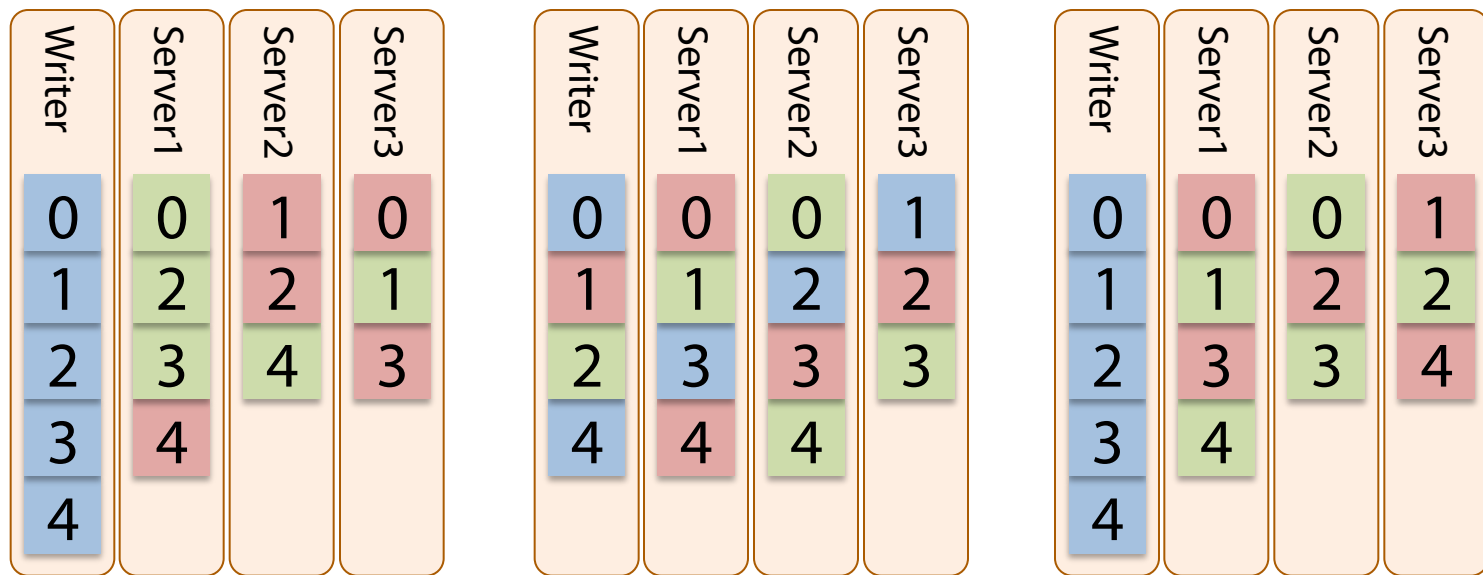 Writer Server1 Server2 Server3
0 0 1 0
1 2 2 1
2 3 4 3
3 4
4
Writer Server1 Server2 Server3
0 0 0 1
1 1 2 2
2 3 3 3
4 4 4
Writer Server1 Server2 Server3
0 0 0 1
1 1 2 2
2 3 3 4
3 4
4